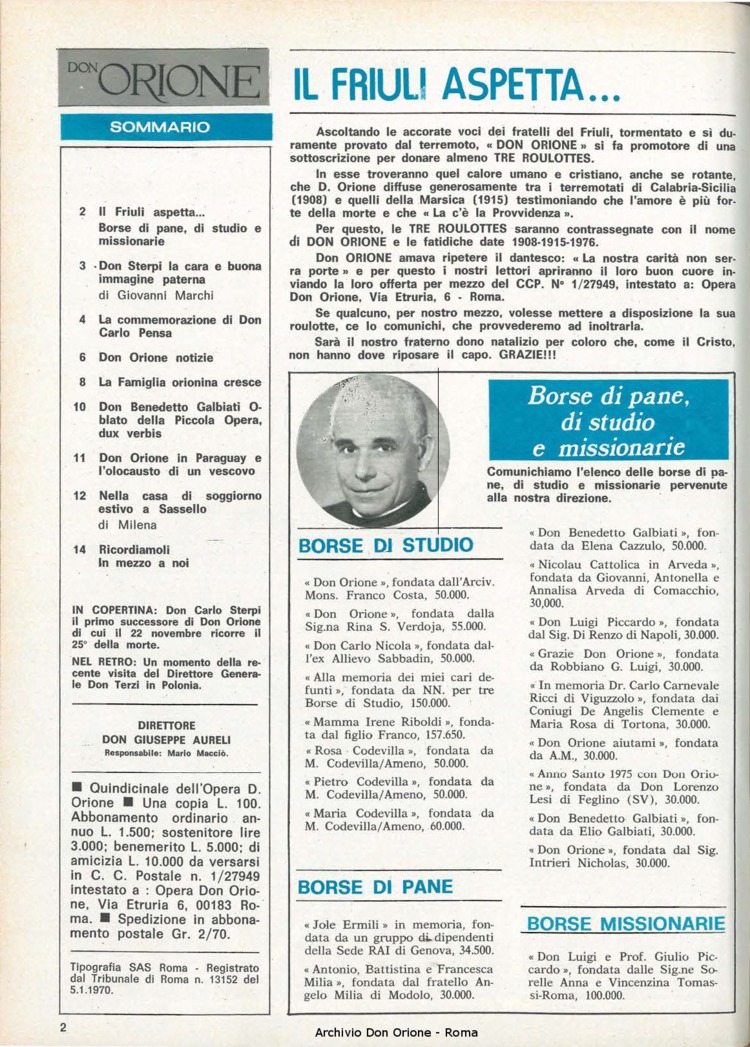 DON ORIONE
SOMMARIO
2 Il Friuli aspetta...
Borse di pane, di studio e
missionarie
3 Don Sterpi la cara e buona
immagine paterna
di Giovanni Marchi
4 La commemorazione di Don
Carlo Pensa
6 Don Orione notizie
8 La Famiglia orionina cresce
10 Don Benedetto Galbiati O-
blato della Piccola Opera,
dux verbis
11 Don Orione in Paraguay e
l'olocausto di un vescovo
12 Nella casa di soggiorno
estivo a Sassello
di Milena
14 Ricordiamoli
In mezzo a noi
IN COPERTINA: Don Carlo Sterpi
il primo successore di Don Orione
di cui il 22 novembre ricorre il
25° della morte.
NEL RETRO: Un momento della re-
cente visita del Direttore Genera-
le Don Terzi in Polonia.
DIRETTORE
DON GIUSEPPE AURELI
Responsabile: Mario Macciò.
■ Quindicinale dell'Opera D.
Orione ■ Una copia L. 100.
Abbonamento ordinario an-
nuo L. 1.500; sostenitore lire
3.000; benemerito L. 5.000; di
amicizia L. 10.000 da versarsi
in C. C. Postale n. 1/27949
intestato a : Opera Don Orio-
ne, Via Etruria 6, 00183 Ro-
ma. ■ Spedizione in abbona-
mento postale Gr. 2/70.
Tipografia SAS Roma - Registrato
dal Tribunale di Roma n. 13152 del
5.1.1970.
2
IL FRIULI ASPETTA...
Ascoltando le accorate voci dei fratelli del Friuli, tormentato e sì du-
ramente provato dal terremoto, « DON ORIONE » si fa promotore di una
sottoscrizione per donare almeno TRE ROULOTTES.
In esse troveranno quel calore umano e cristiano, anche se rotante,
che D. Orione diffuse generosamente tra i terremotati di Calabria-Sicilia
(1908) e quelli della Marsica (1915) testimoniando che l'amore è più for-
te della morte e che « La c'è la Provvidenza ».
Per questo, le TRE ROULOTTES saranno contrassegnate con il nome
di DON ORIONE e le fatidiche date 1908-1915-1976.
Don ORIONE amava ripetere il dantesco: « La nostra carità non ser-
ra porte » e per questo i nostri lettori apriranno il loro buon cuore in-
viando la loro offerta per mezzo del CCP. N° 1/27949, intestato a: Opera
Don Orione, Via Etruria, 6 - Roma.
Se qualcuno, per nostro mezzo, volesse mettere a disposizione la sua
roulotte, ce lo comunichi, che provvederemo ad inoltrarla.
Sarà il nostro fraterno dono natalizio per coloro che, come il Cristo,
non hanno dove riposare il capo. GRAZIE!!!
Borse di pane,
di studio
e missionarie
Comunichiamo l'elenco delle borse di pa-
ne, di studio e missionarie pervenute
alla nostra direzione.
BORSE DI STUDIO
« Don Orione », fondata dall'Arciv.
Mons. Franco Costa, 50.000.
« Don Orione », fondata dalla
Sig.na Rina S. Verdoja, 55.000.
« Don Carlo Nicola », fondata dal-
l'ex Allievo Sabbadin, 50.000.
« Alla memoria dei miei cari de-
funti », fondata da NN. per tre
Borse di Studio, 150.000.
« Mamma Irene Riboldi », fonda-
ta dal figlio Franco, 157.650.
« Rosa Codevilla », fondata da
M. Codevilla/Ameno, 50.000.
« Pietro Codevilla », fondata da
M. Codevilla/Ameno, 50.000.
« Maria Codevilla », fondata da
M. Codevilla/Ameno, 60.000.
BORSE DI PANE
« Jole Ermili » in memoria, fon-
data da un gruppo di dipendenti
della Sede RAI di Genova, 34.500.
« Antonio, Battistina e Francesca
Milia », fondata dal fratello An-
gelo Milia di Modolo, 30.000.
« Don Benedetto Galbiati », fon-
data da Elena Cazzulo, 50.000.
« Nicolau Cattolica in Arveda »,
fondata da Giovanni, Antonella e
Annalisa Arveda di Comacchio,
30,000.
« Don Luigi Piccardo », fondata
dal Sig. Di Renzo di Napoli, 30.000.
« Grazie Don Orione », fondata
da Robbiano G. Luigi, 30.000.
« In memoria Dr. Carlo Carnevale
Ricci di Viguzzolo », fondata dai
Coniugi De Angelis Clemente e
Maria Rosa di Tortona, 30.000.
« Don Orione aiutami », fondata
da A.M., 30.000.
« Anno Santo 1975 con Don Orio-
ne », fondata da Don Lorenzo
Lesi di Feglino (SV), 30.000.
« Don Benedetto Galbiati », fon-
data da Elio Galbiati, 30.000.
« Don Orione », fondata dal Sig.
Intrieri Nicholas, 30.000.
BORSE MISSIONARIE
« Don Luigi e Prof. Giulio Pic-
cardo », fondata dalle Sig.ne So-
relle Anna e Vincenzina Tomas-
si-Roma, 100.000.
Archivio Don Orione - Roma